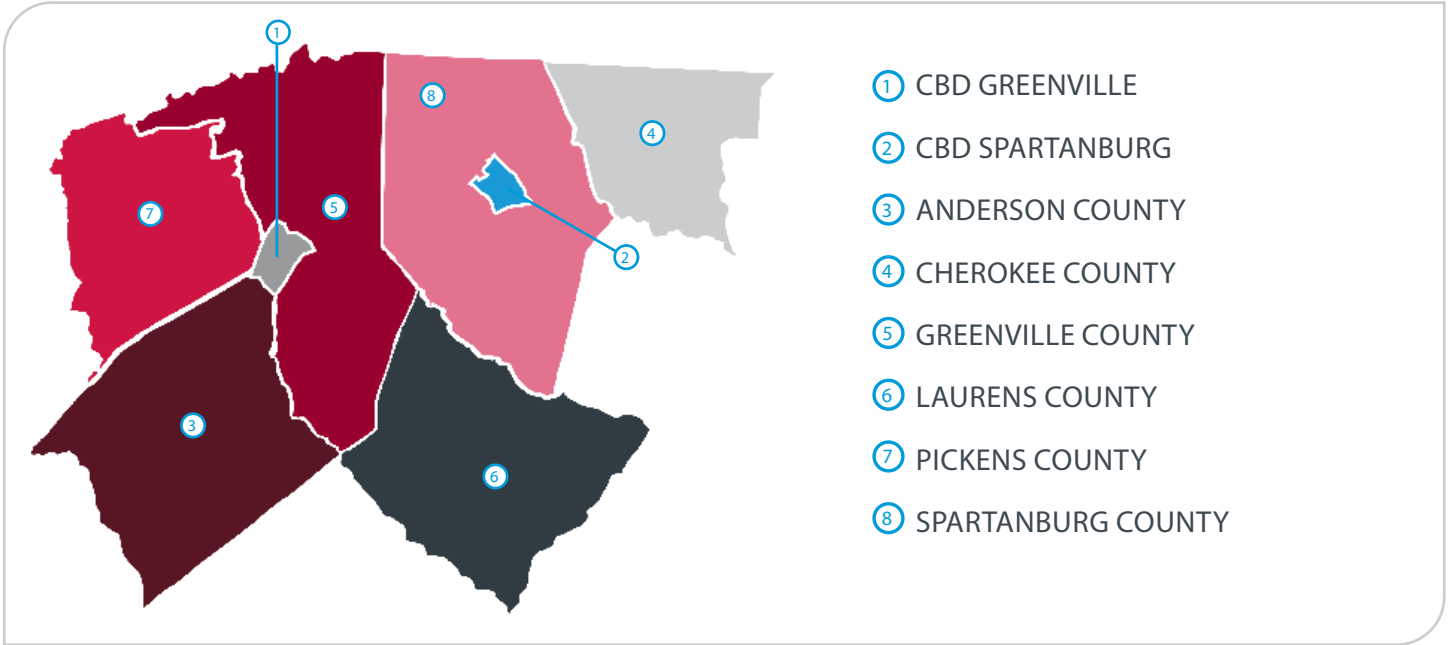 1
8
4
7
5
2
3
6
1 CBD GREENVILLE
2 CBD SPARTANBURG
3 ANDERSON COUNTY
4 CHEROKEE COUNTY
5 GREENVILLE COUNTY
6 LAURENS COUNTY
7 PICKENS COUNTY
8 SPARTANBURG COUNTY